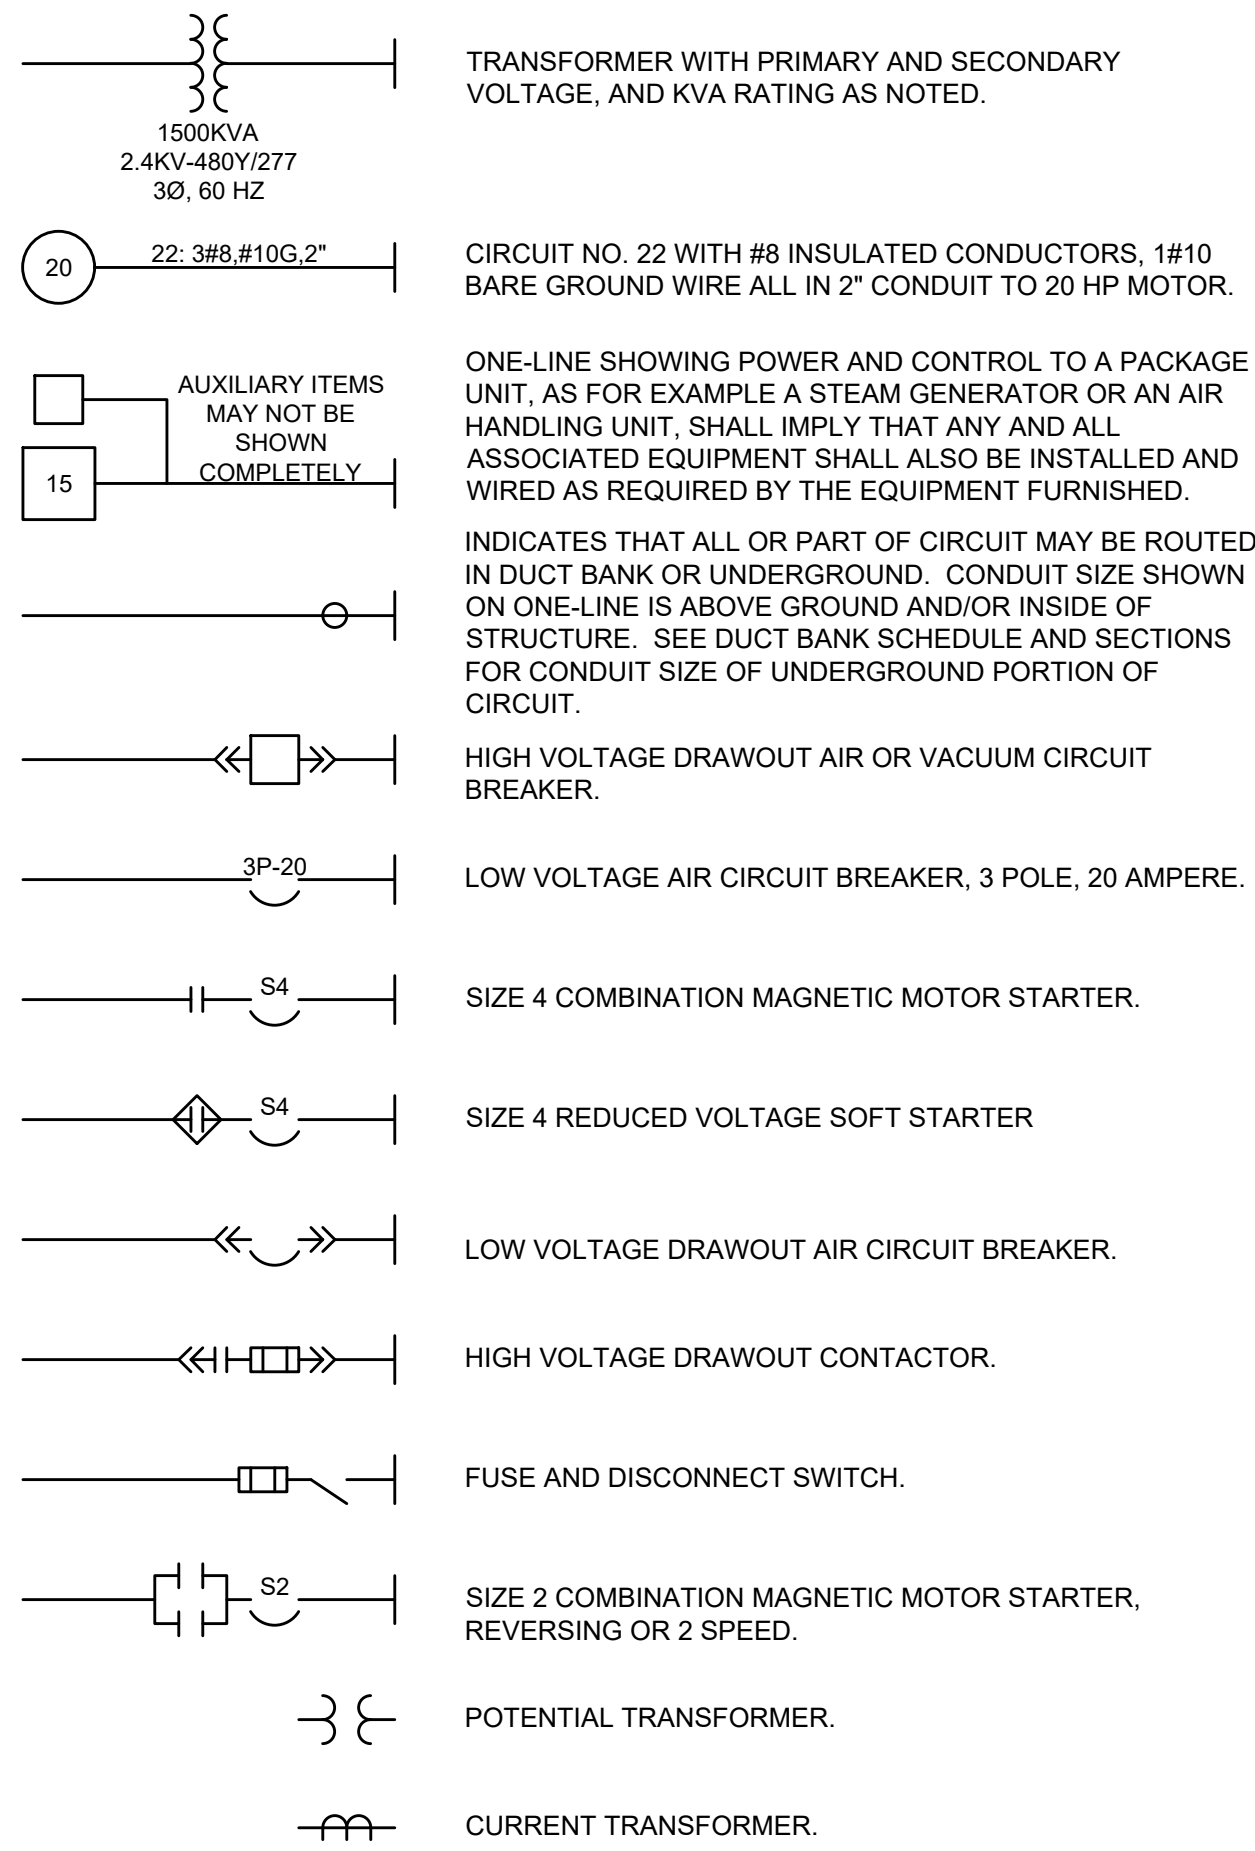 TRANSFORMER WITH PRIMARY AND SECONDARY
VOLTAGE, AND KVA RATING AS NOTED.
1500KVA
2.4KV-480Y/277
3Ø, 60 HZ
20
22: 3#8,#10G,2"
CIRCUIT NO. 22 WITH #8 INSULATED CONDUCTORS, 1#10
BARE GROUND WIRE ALL IN 2" CONDUIT TO 20 HP MOTOR.
AUXILIARY ITEMS
MAY NOT BE
SHOWN
COMPLETELY
15
ONE-LINE SHOWING POWER AND CONTROL TO A PACKAGE
UNIT, AS FOR EXAMPLE A STEAM GENERATOR OR AN AIR
HANDLING UNIT, SHALL IMPLY THAT ANY AND ALL
ASSOCIATED EQUIPMENT SHALL ALSO BE INSTALLED AND
WIRED AS REQUIRED BY THE EQUIPMENT FURNISHED.
INDICATES THAT ALL OR PART OF CIRCUIT MAY BE ROUTED
IN DUCT BANK OR UNDERGROUND.  CONDUIT SIZE SHOWN
ON ONE-LINE IS ABOVE GROUND AND/OR INSIDE OF
STRUCTURE.  SEE DUCT BANK SCHEDULE AND SECTIONS
FOR CONDUIT SIZE OF UNDERGROUND PORTION OF
CIRCUIT.
HIGH VOLTAGE DRAWOUT AIR OR VACUUM CIRCUIT
BREAKER.
3P-20
LOW VOLTAGE AIR CIRCUIT BREAKER, 3 POLE, 20 AMPERE.
S4
SIZE 4 COMBINATION MAGNETIC MOTOR STARTER.
S4
SIZE 4 REDUCED VOLTAGE SOFT STARTER
LOW VOLTAGE DRAWOUT AIR CIRCUIT BREAKER.
HIGH VOLTAGE DRAWOUT CONTACTOR.
FUSE AND DISCONNECT SWITCH.
S2
SIZE 2 COMBINATION MAGNETIC MOTOR STARTER,
REVERSING OR 2 SPEED.
POTENTIAL TRANSFORMER.
CURRENT TRANSFORMER.